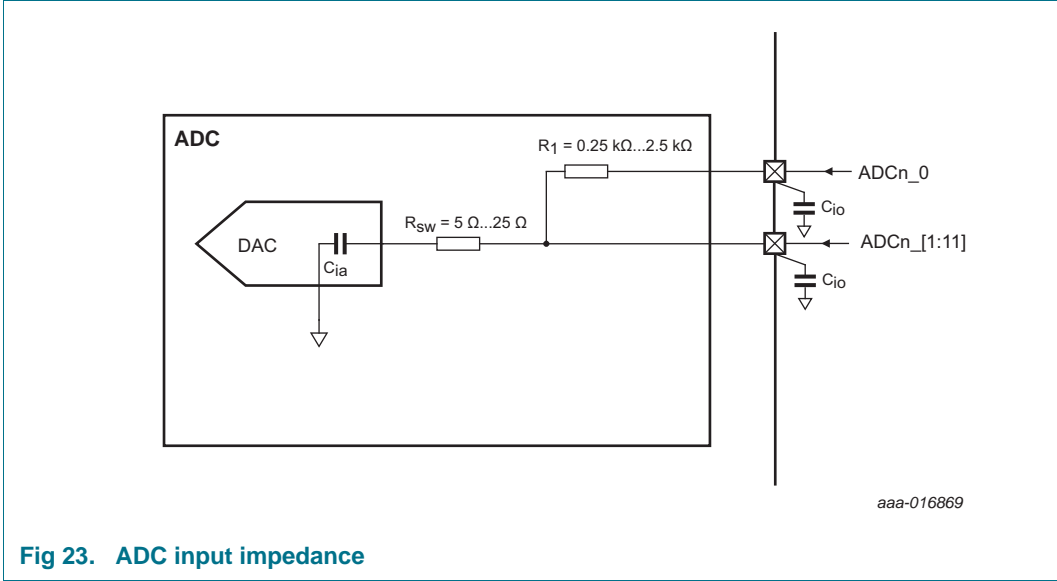 ADC
R1 = 0.25 kΩ...2.5 kΩ
ADCn_0
Cio
Rsw = 5 Ω...25 Ω
DAC
Cia
ADCn_[1:11]
Cio
aaa-016869
Fig 23. ADC input impedance